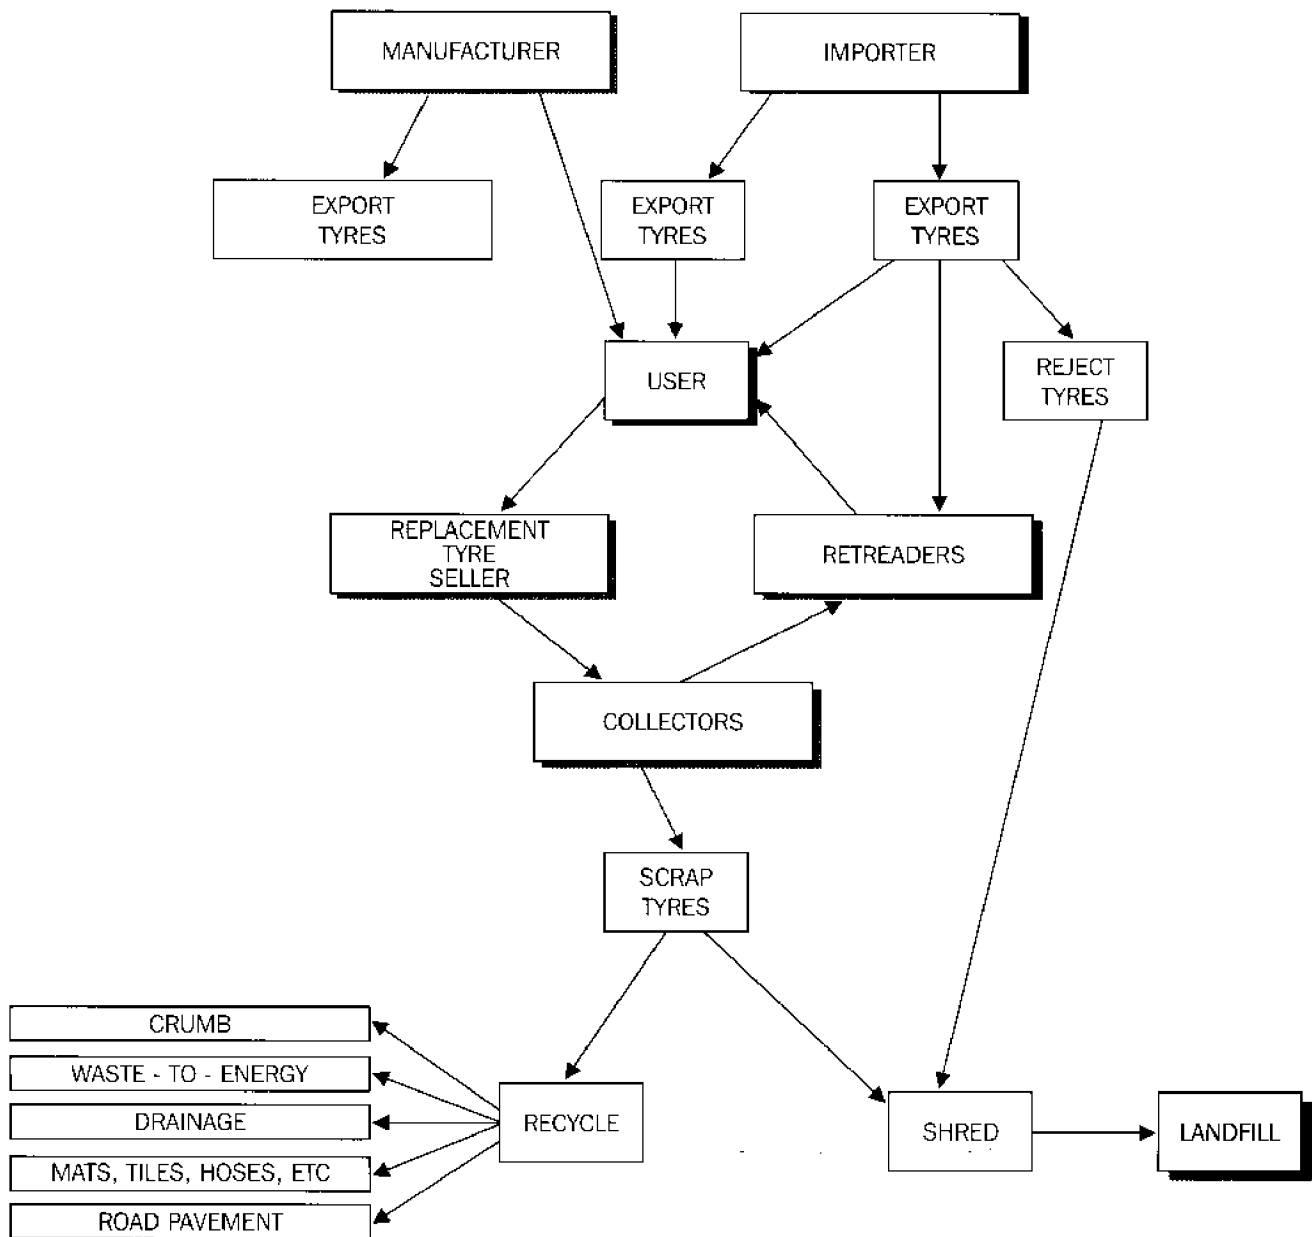 MANUFACTURER
IMPORTER
EXPORT
TYRES
EXPORT
TYRES
EXPORT
TYRES
USER
REJECT
TYRES
REPLACEMENT
TYRE
SELLER
RETREADERS
COLLECTORS
SCRAP
TYRES
CRUMB
WASTE - TO - ENERGY
DRAINAGE
MATS, TILES, HOSES, ETC
ROAD PAVEMENT
RECYCLE
SHRED
LANDFILL